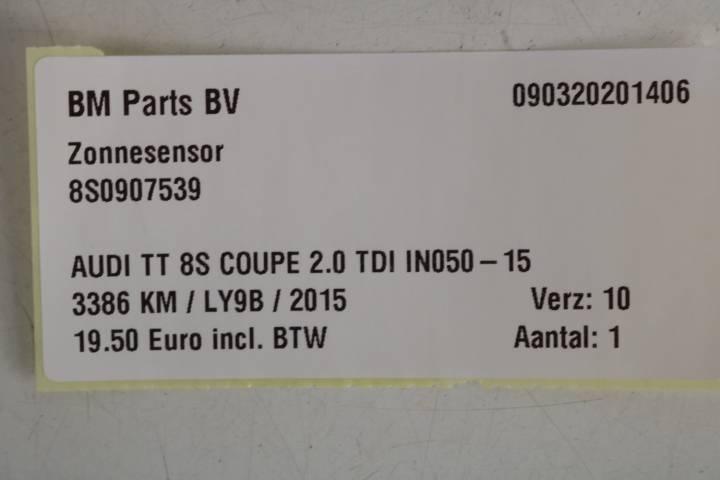 BM Parts BV 090320201406
Zonnesensor
8S0907539
AUDI TT 8S COUPE 2.0 TDI IN050 – 15
3386 KM / LY9B / 2015 Verz: 10
19.50 Euro incl. BTW Aantal: 1